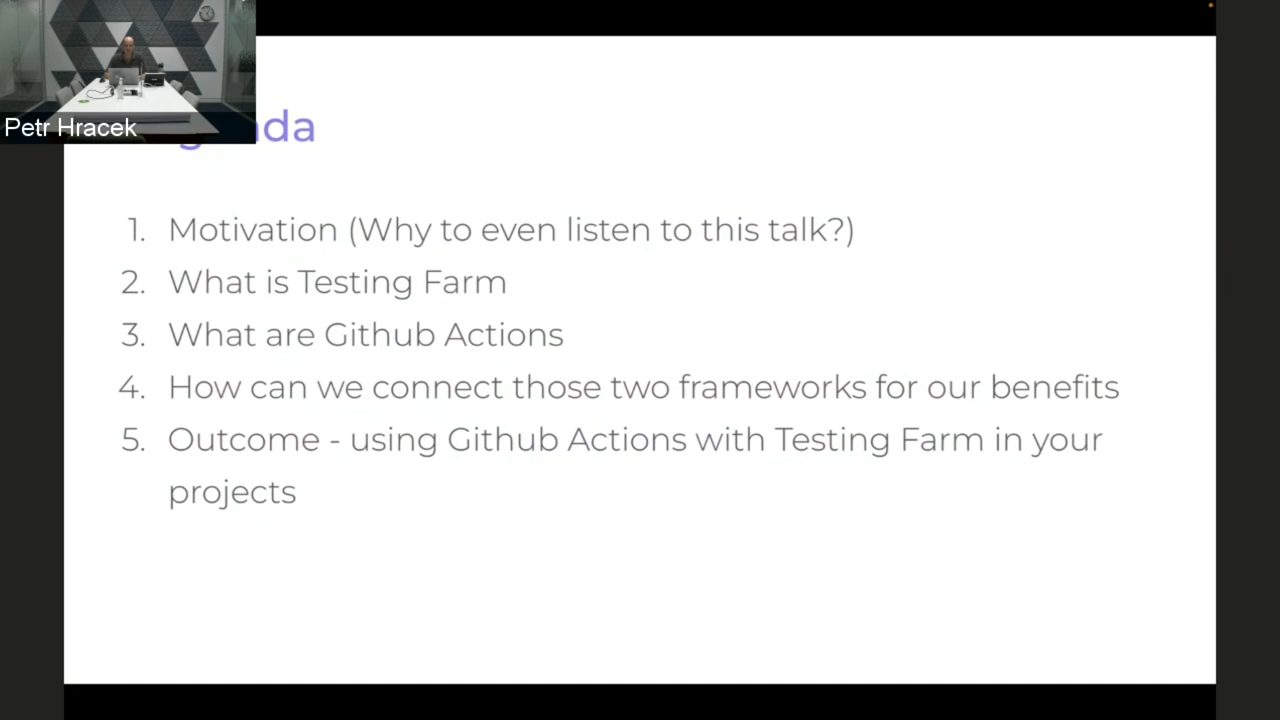 Petr Hracek
1. Motivation (Why to even listen to this talk?)
2. What is Testing Farm
3. What are Github Actions
4. How can we connect those two frameworks for our benefits
5. Outcome - using Github Actions with Testing Farm in your
projects